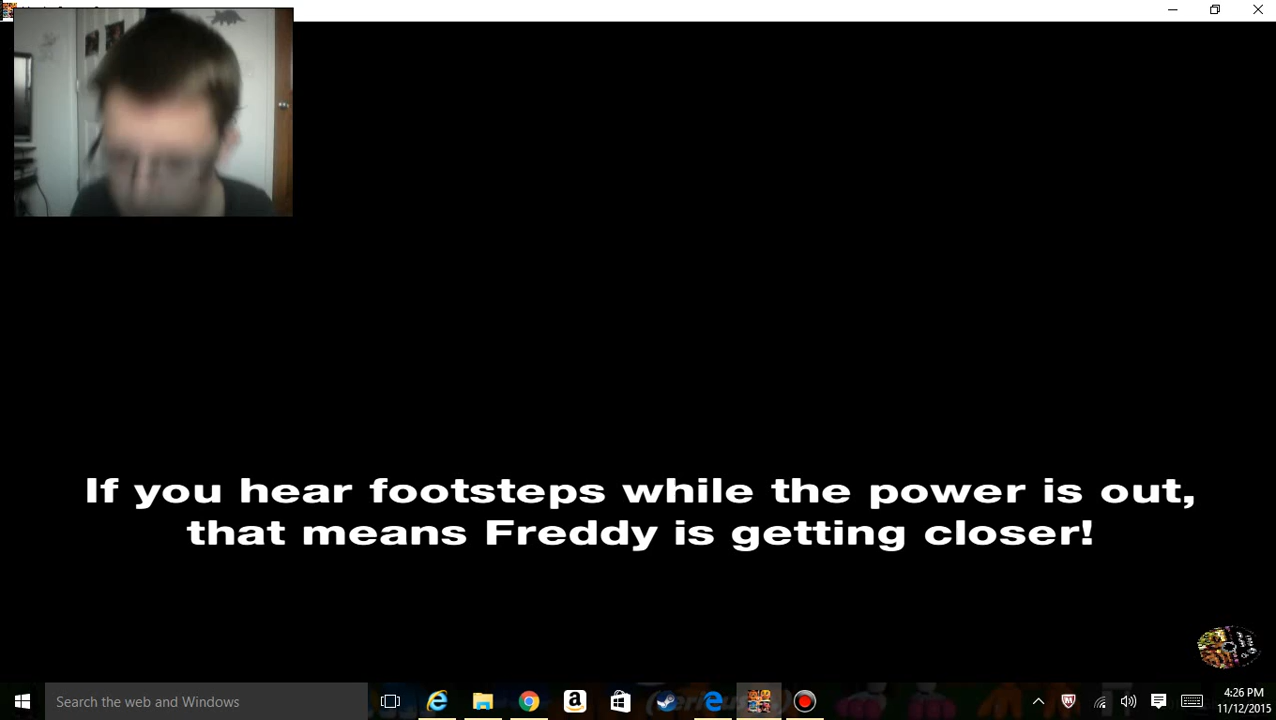 If you hear footsteps while the power is out,
that means Freddy is getting closer!
Search the web and Windows
4:26 PM
11/12/2015